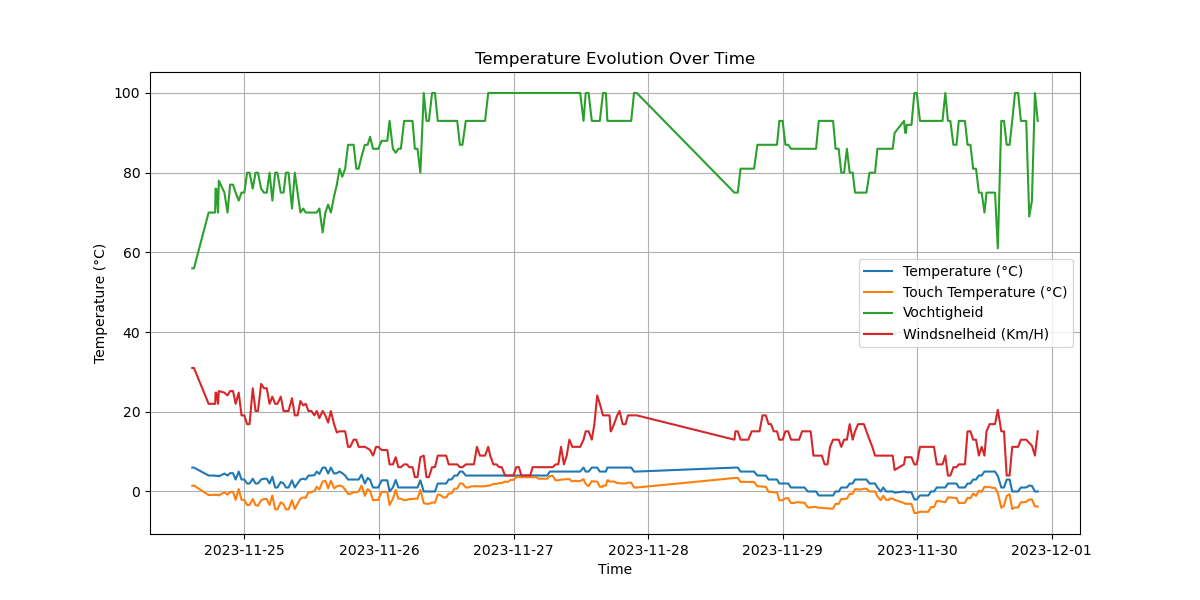 Temperature Evolution Over Time
100
80
60
40
20
0
Temperature (°C)
Temperature (°C)
Touch Temperature (°C)
Vochtigheid
Windsnelheid (Km/H)
2023-11-25
2023-11-26
2023-11-27
2023-11-28
2023-11-29
2023-11-30
2023-12-01
Time